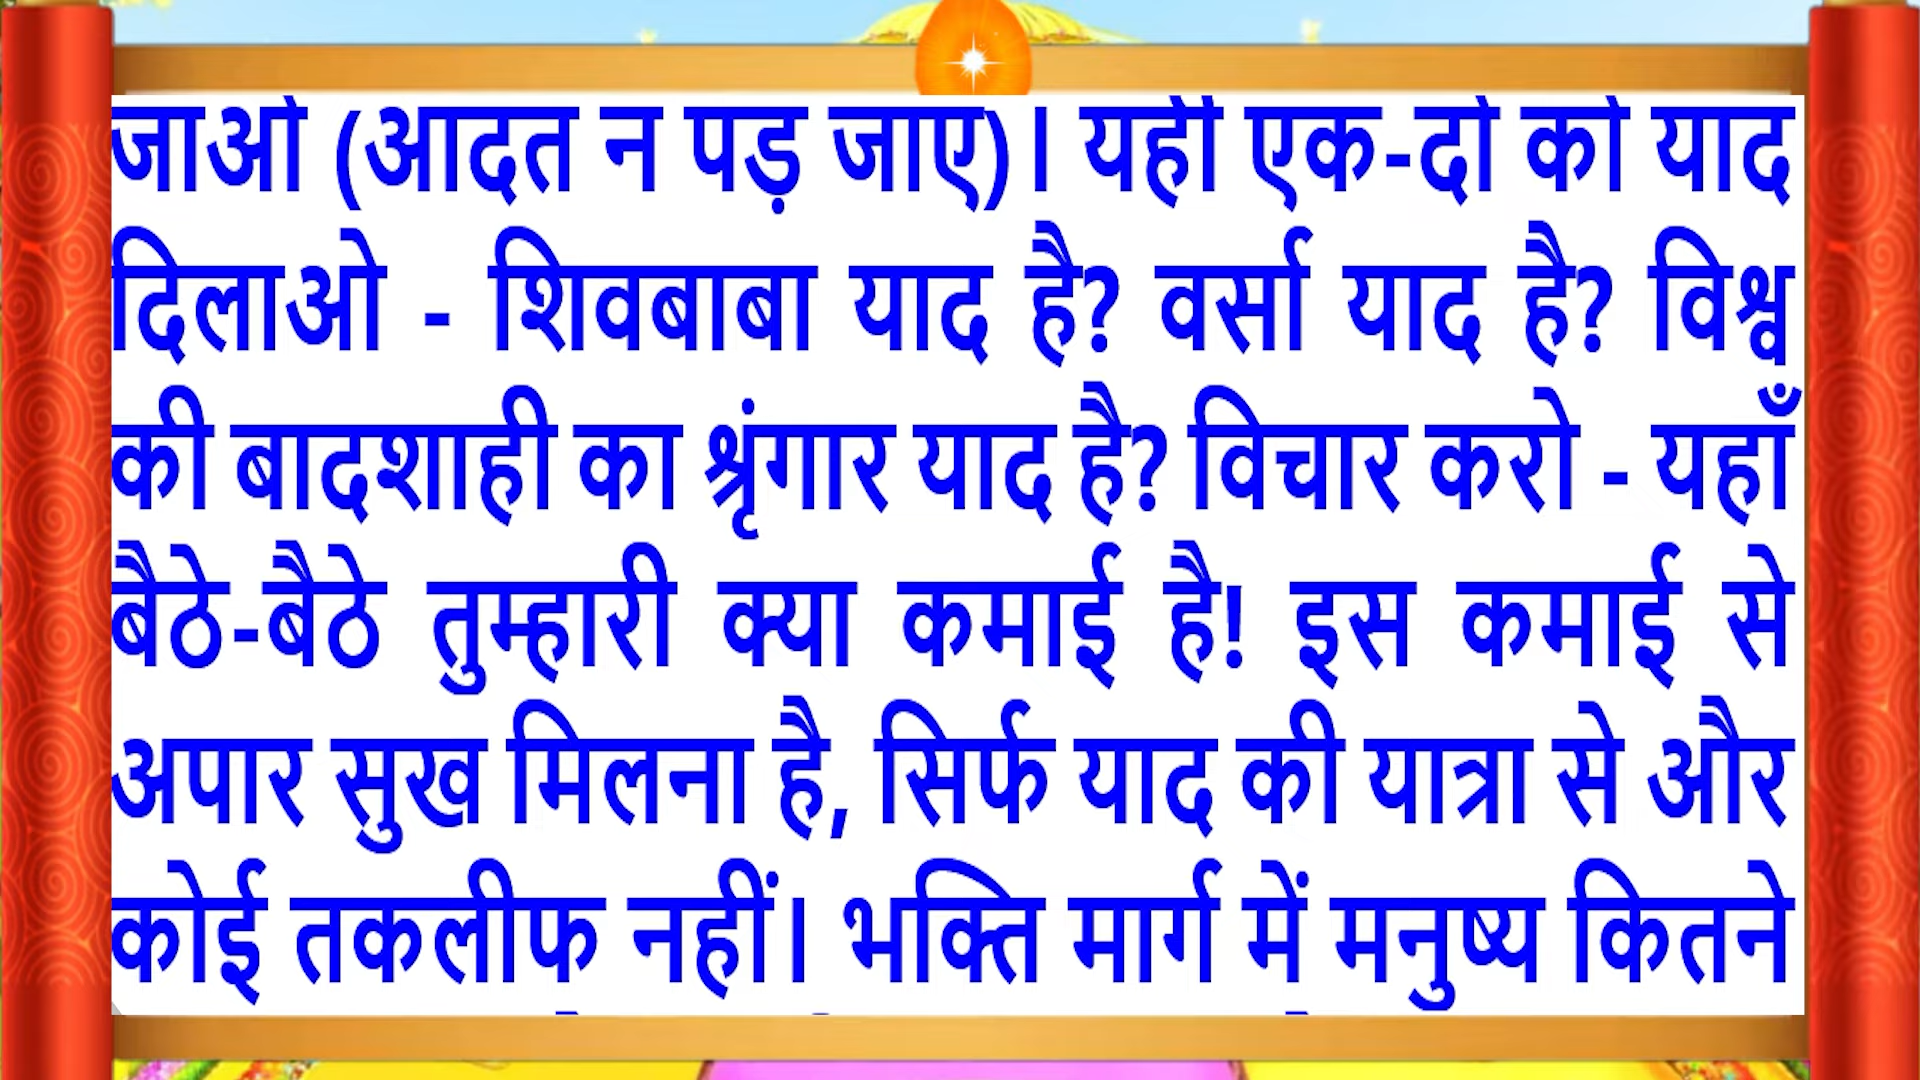 जाओ (आदत न पड़ जाए)। यही एक-दो को याद
दिलाओ - शिवबाबा याद है? वर्सा याद है? विश्व
की बादशाही का श्रृंगार याद है? विचार करो - यहाँ
बैठे-बैठे तुम्हारी क्या कमाई है! इस कमाई से
अपार सुख मिलना है, सिर्फ याद की यात्रा से और
कोई तकलीफ नहीं। भक्ति मार्ग में मनुष्य कितने